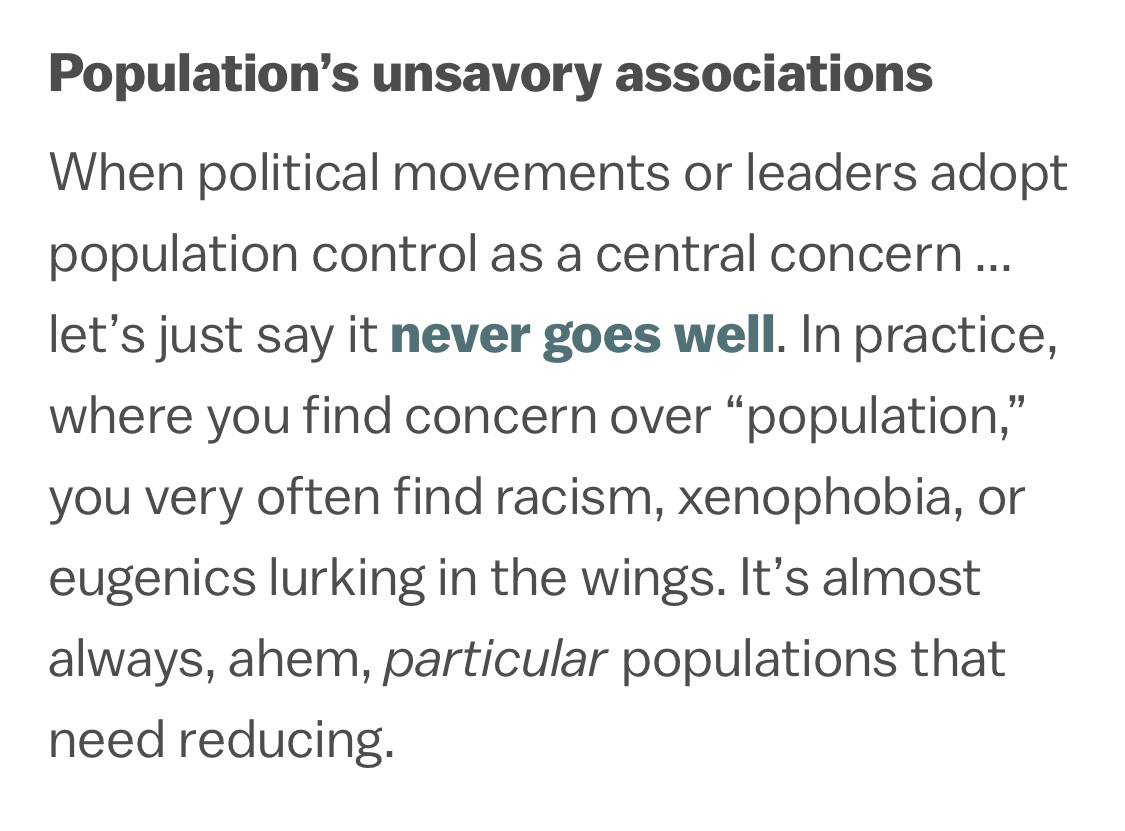 Population’s unsavory associations
When political movements or leaders adopt
population control as a central concern ...
let’s just say it never goes well. In practice,
where you find concern over “population,”
you very often find racism, xenophobia, or
eugenics lurking in the wings. It’s almost
always, ahem, particular populations that
need reducing.